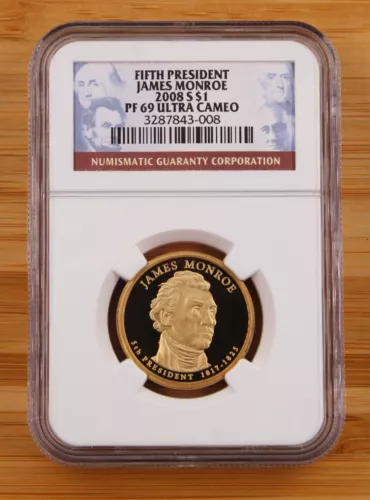 FIFTH PRESIDENT
JAMES MONROE
2008 S $1
PF 69 ULTRA CAMEO
3287843-008
NUMISMATIC GUARANTY CORPORATION
JAMES MONROE
5th PRESIDENT 1817-1825